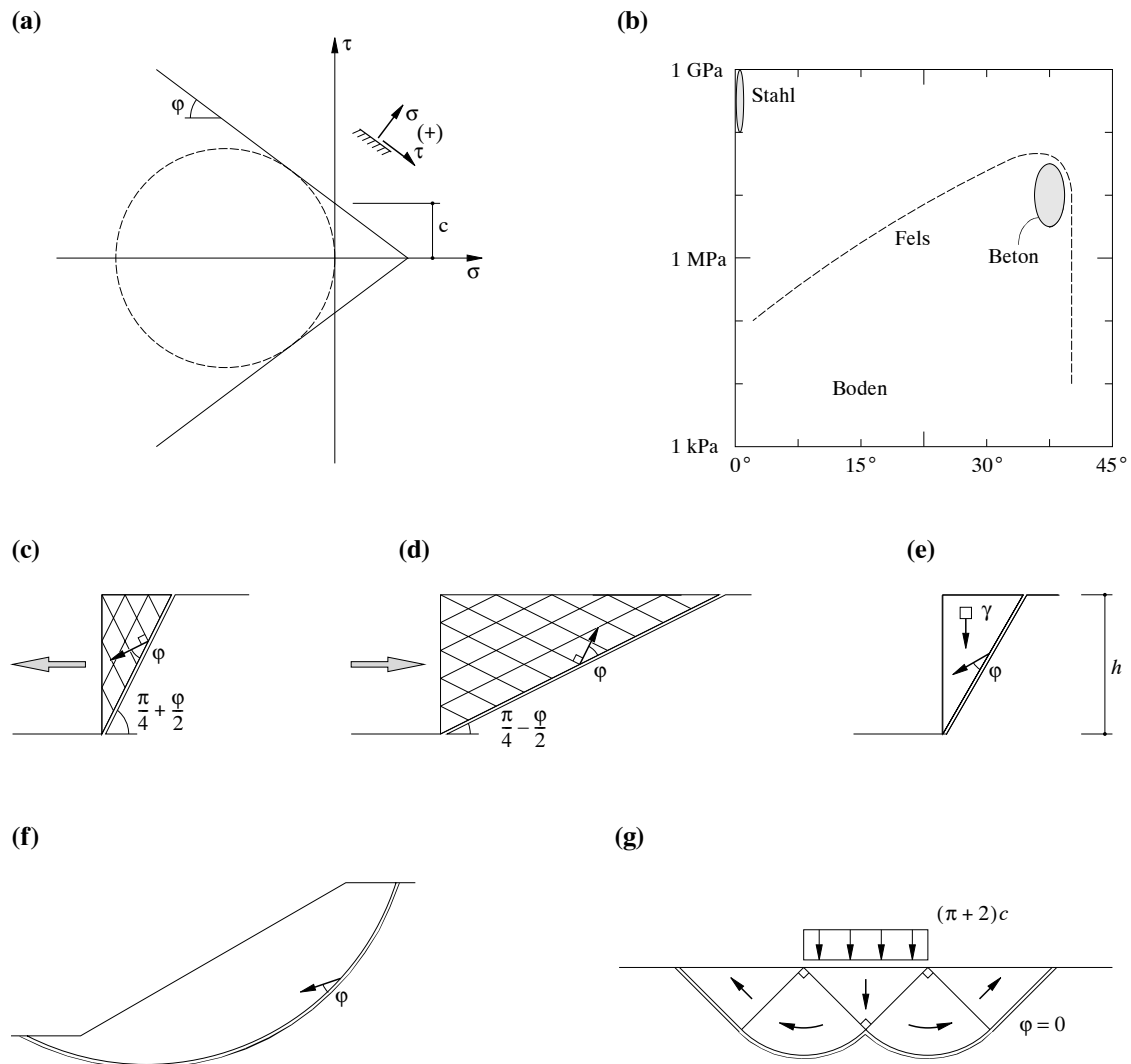 (a)
τ
φ
σ
(+)
τ
c
σ
(b)
1 GPa
Stahl
Fels
1 MPa
Beton
Boden
1 kPa
0° 15° 30° 45°
(c)
φ
π/4 + φ/2
(d)
φ
π/4 − φ/2
(e)
γ
φ
h
(f)
φ
(g)
(π + 2) c
φ = 0